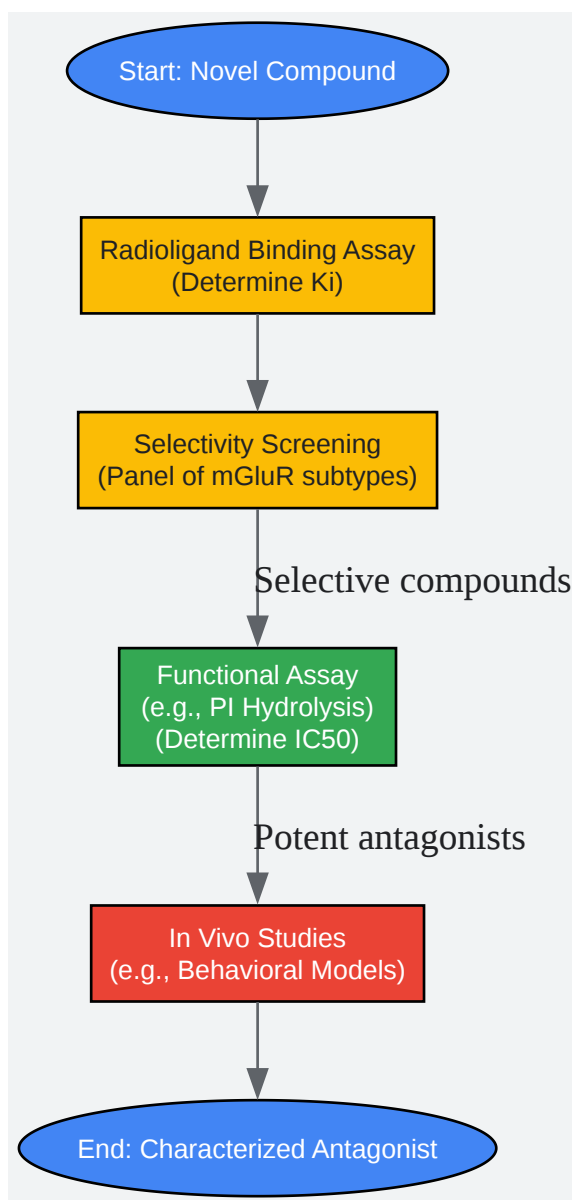 Start: Novel Compound
Radioligand Binding Assay
(Determine Ki)
Selectivity Screening
(Panel of mGluR subtypes)
Selective compounds
Functional Assay
(e.g., PI Hydrolysis)
(Determine IC50)
Potent antagonists
In Vivo Studies
(e.g., Behavioral Models)
End: Characterized Antagonist